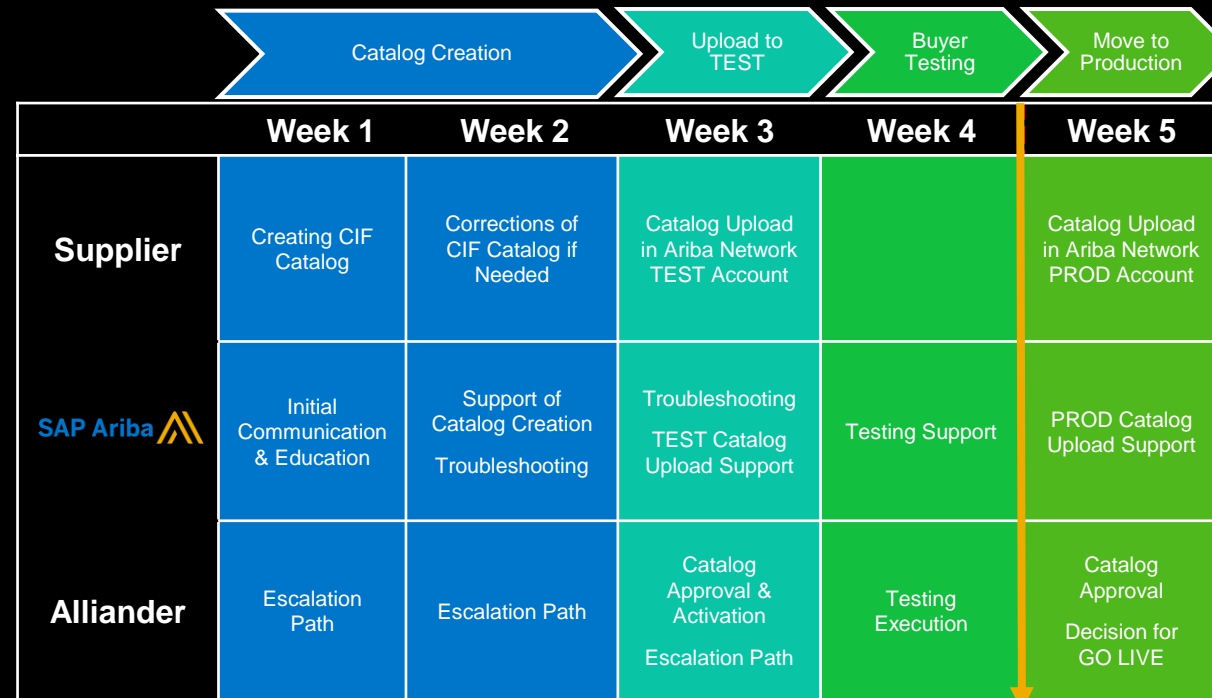 Catalog Creation
Upload to
TEST
Buyer
Testing
Move to
Production
Week 1
Week 2
Week 3
Week 4
Week 5
Supplier
Creating CIF
Catalog
Corrections of
CIF Catalog if
Needed
Catalog Upload
in Ariba Network
TEST Account
Catalog Upload
in Ariba Network
PROD Account
SAP Ariba
Initial
Communication
& Education
Support of
Catalog Creation
Troubleshooting
Troubleshooting
TEST Catalog
Upload Support
Testing Support
PROD Catalog
Upload Support
Alliander
Escalation
Path
Escalation Path
Catalog
Approval &
Activation
Escalation Path
Testing
Execution
Catalog
Approval
Decision for
GO LIVE